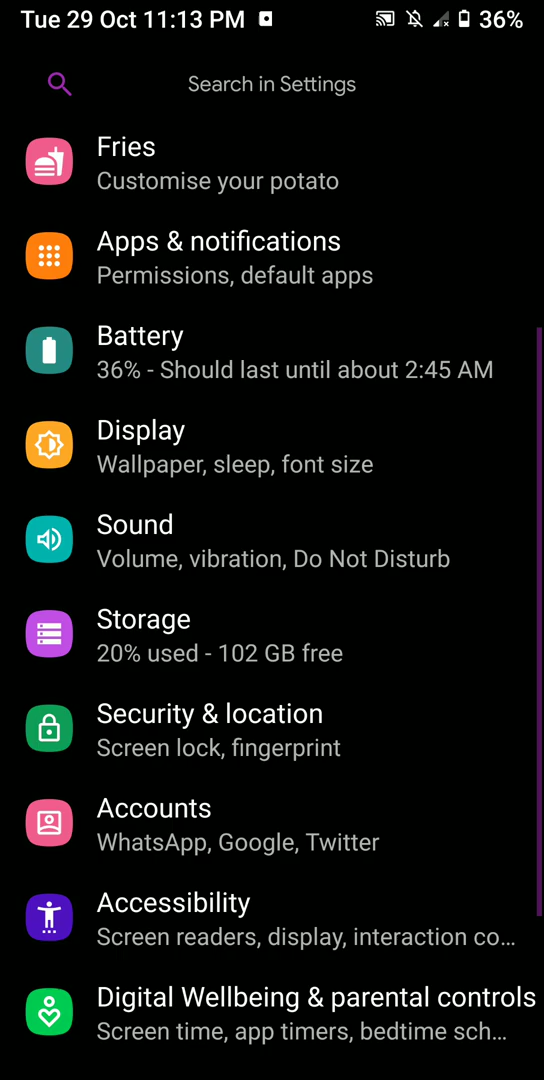 Tue 29 Oct 11:13 PM 36%
Search in Settings
Fries
Customise your potato
Apps & notifications
Permissions, default apps
Battery
36% - Should last until about 2:45 AM
Display
Wallpaper, sleep, font size
Sound
Volume, vibration, Do Not Disturb
Storage
20% used - 102 GB free
Security & location
Screen lock, fingerprint
Accounts
WhatsApp, Google, Twitter
Accessibility
Screen readers, display, interaction co…
Digital Wellbeing & parental controls
Screen time, app timers, bedtime sch…